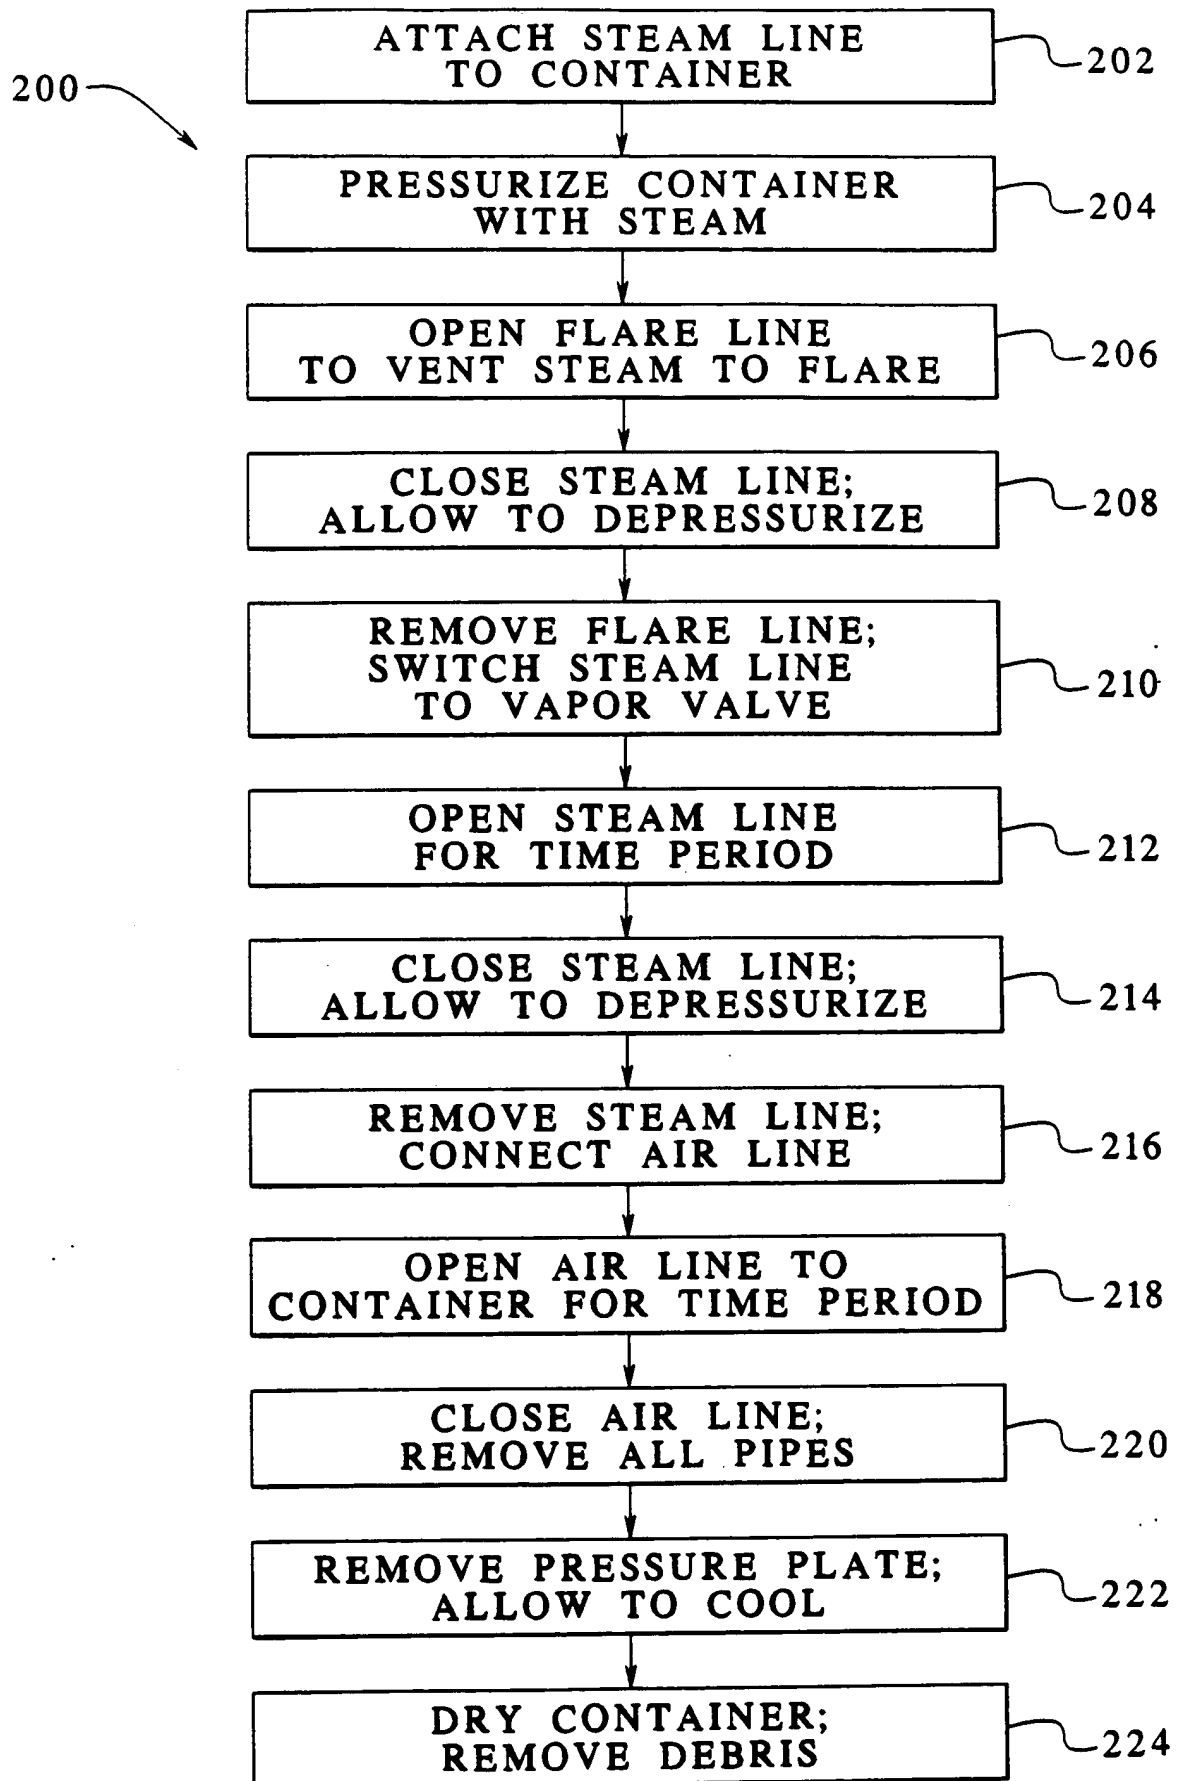 200
ATTACH STEAM LINE
TO CONTAINER
202
PRESSURIZE CONTAINER
WITH STEAM
204
OPEN FLARE LINE
TO VENT STEAM TO FLARE
206
CLOSE STEAM LINE;
ALLOW TO DEPRESSURIZE
208
REMOVE FLARE LINE;
SWITCH STEAM LINE
TO VAPOR VALVE
210
OPEN STEAM LINE
FOR TIME PERIOD
212
CLOSE STEAM LINE;
ALLOW TO DEPRESSURIZE
214
REMOVE STEAM LINE;
CONNECT AIR LINE
216
OPEN AIR LINE TO
CONTAINER FOR TIME PERIOD
218
CLOSE AIR LINE;
REMOVE ALL PIPES
220
REMOVE PRESSURE PLATE;
ALLOW TO COOL
222
DRY CONTAINER;
REMOVE DEBRIS
224